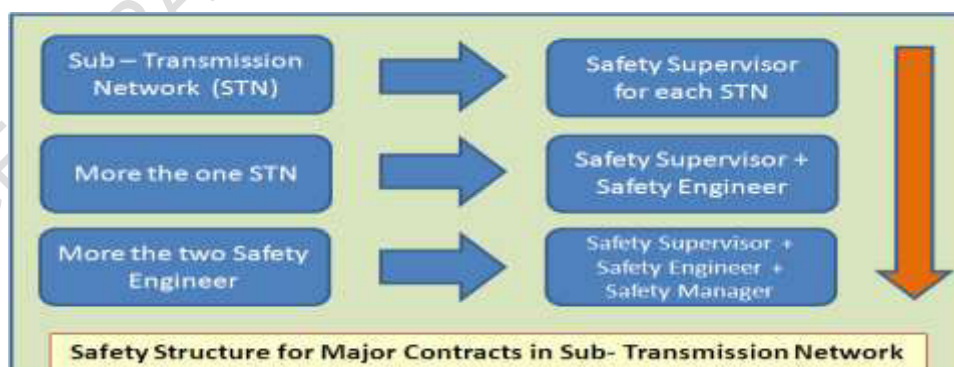 Sub – Transmission
Network (STN)
Safety Supervisor
for each STN
More the one STN
Safety Supervisor +
Safety Engineer
More the two Safety
Engineer
Safety Supervisor +
Safety Engineer +
Safety Manager
Safety Structure for Major Contracts in Sub- Transmission Network